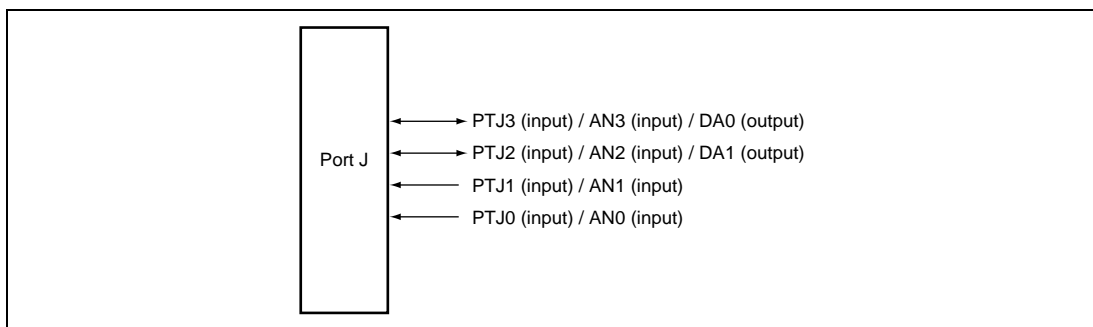 Port J
PTJ3 (input) / AN3 (input) / DA0 (output)
PTJ2 (input) / AN2 (input) / DA1 (output)
PTJ1 (input) / AN1 (input)
PTJ0 (input) / AN0 (input)